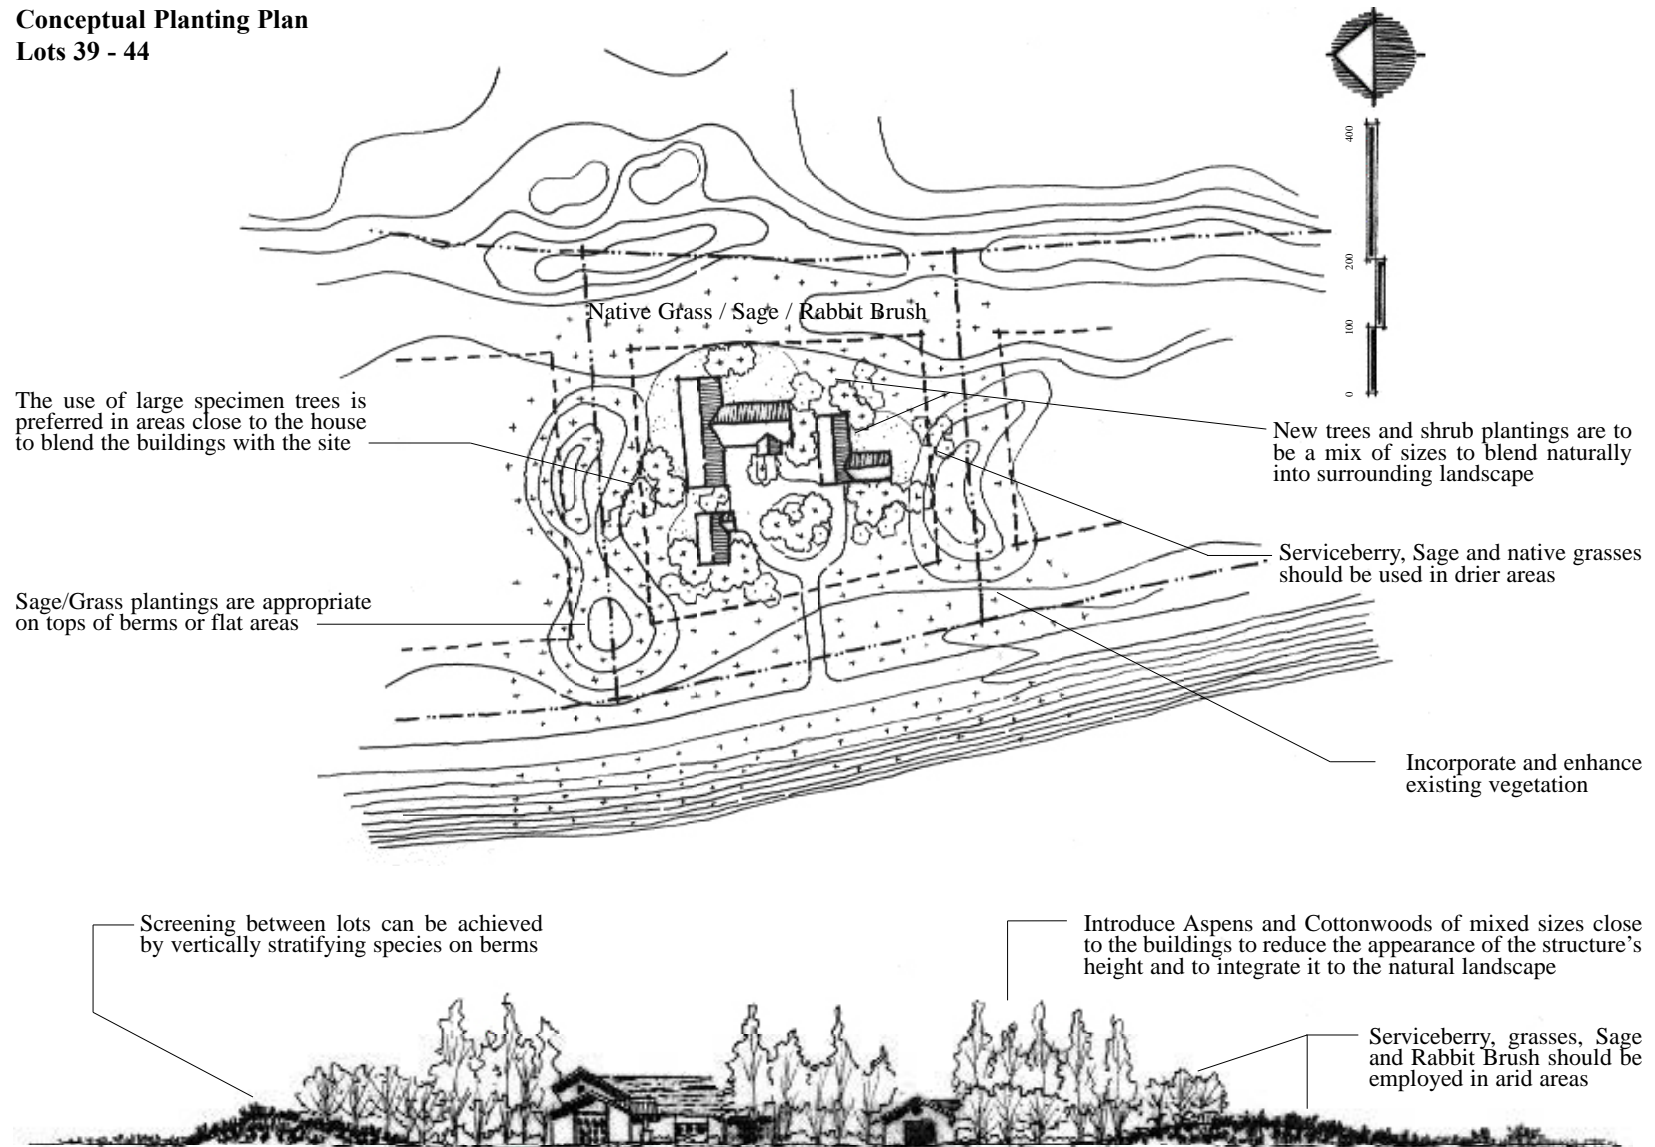 Conceptual Planting Plan
Lots 39 - 44
400
200
100
0
Native Grass / Sage / Rabbit Brush
The use of large specimen trees is
preferred in areas close to the house
to blend the buildings with the site
New trees and shrub plantings are to
be a mix of sizes to blend naturally
into surrounding landscape
Serviceberry, Sage and native grasses
should be used in drier areas
Sage/Grass plantings are appropriate
on tops of berms or flat areas
Incorporate and enhance
existing vegetation
Screening between lots can be achieved
by vertically stratifying species on berms
Introduce Aspens and Cottonwoods of mixed sizes close
to the buildings to reduce the appearance of the structure's
height and to integrate it to the natural landscape
Serviceberry, grasses, Sage
and Rabbit Brush should be
employed in arid areas